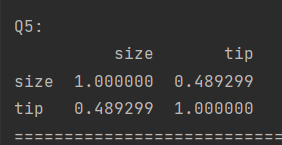 Q5:
size tip
size 1.000000 0.489299
tip 0.489299 1.000000
===========================